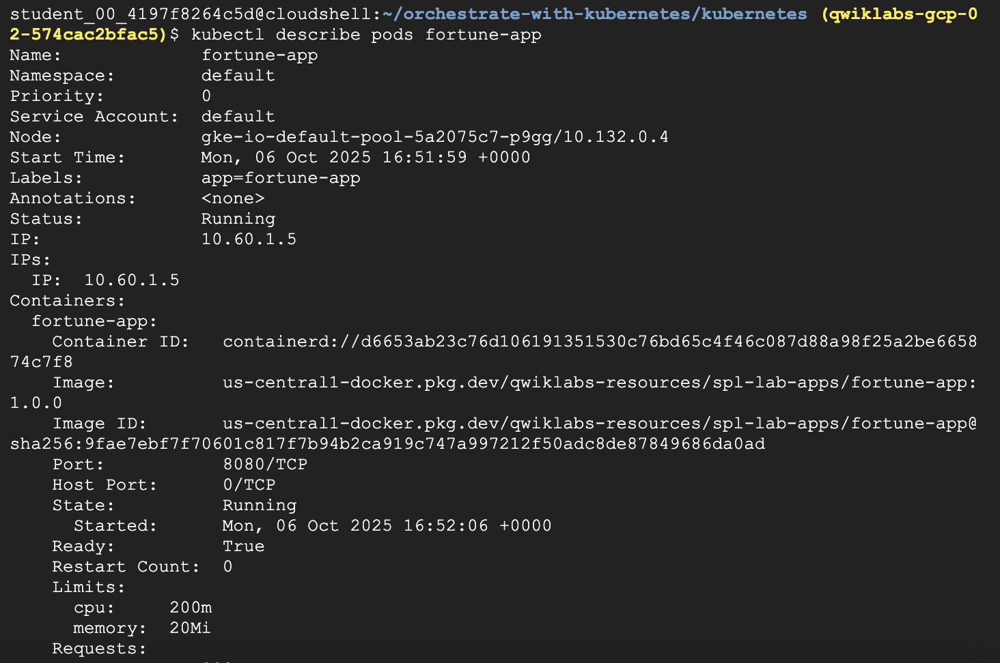 student_00_4197f8264c5d@cloudshell:~/orchestrate-with-kubernetes/kubernetes (qwiklabs-gcp-0
2-574cac2bfac5)$ kubectl describe pods fortune-app
Name:             fortune-app
Namespace:        default
Priority:         0
Service Account:  default
Node:             gke-io-default-pool-5a2075c7-p9gg/10.132.0.4
Start Time:       Mon, 06 Oct 2025 16:51:59 +0000
Labels:           app=fortune-app
Annotations:      <none>
Status:           Running
IP:               10.60.1.5
IPs:
  IP:  10.60.1.5
Containers:
  fortune-app:
    Container ID:   containerd://d6653ab23c76d106191351530c76bd65c4f46c087d88a98f25a2be6658
74c7f8
    Image:          us-central1-docker.pkg.dev/qwiklabs-resources/spl-lab-apps/fortune-app:
1.0.0
    Image ID:       us-central1-docker.pkg.dev/qwiklabs-resources/spl-lab-apps/fortune-app@
sha256:9fae7ebf7f70601c817f7b94b2ca919c747a997212f50adc8de87849686da0ad
    Port:           8080/TCP
    Host Port:      0/TCP
    State:          Running
      Started:      Mon, 06 Oct 2025 16:52:06 +0000
    Ready:          True
    Restart Count:  0
    Limits:
      cpu:     200m
      memory:  20Mi
    Requests: